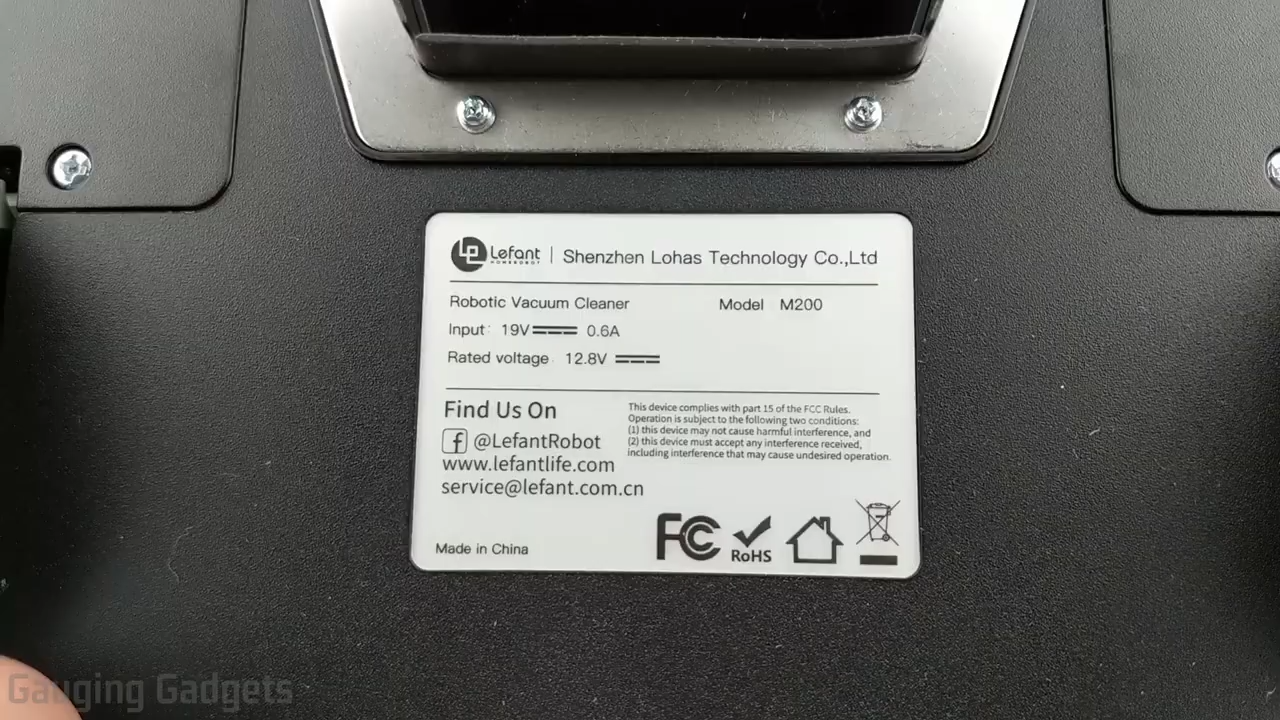 Lefant POWEROBOT | Shenzhen Lohas Technology Co.,Ltd
Robotic Vacuum Cleaner Model M200
Input: 19V 0.6A
Rated voltage: 12.8V
Find Us On
@LefantRobot
www.lefantlife.com
service@lefant.com.cn
This device complies with part 15 of the FCC Rules.
Operation is subject to the following two conditions:
(1) this device may not cause harmful interference, and
(2) this device must accept any interference received,
including interference that may cause undesired operation.
Made in China
FC
RoHS
Gauging Gadgets